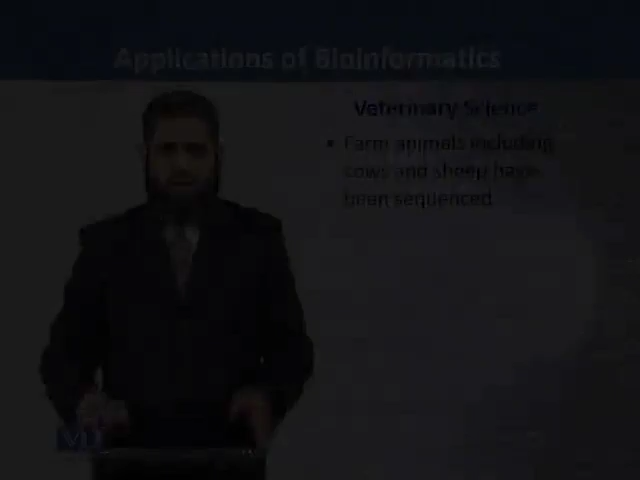 Applications of Bioinformatics
Veterinary Science
• Farm animals including
cows and sheep have
been sequenced